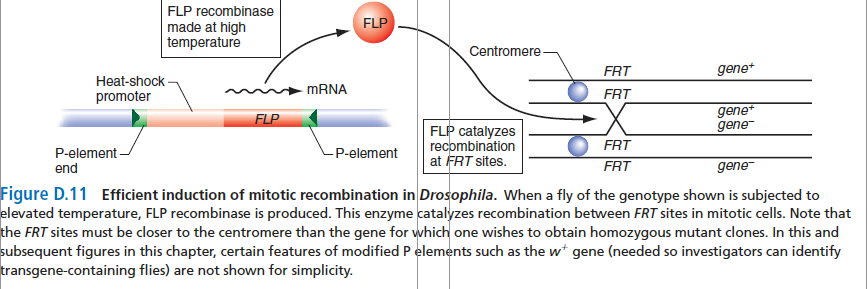 FLP recombinase
made at high
temperature
FLP
Centromere
Heat-shock
promoter
mRNA
FLP
P-element
end
P-element
FLP catalyzes
recombination
at FRT sites.
FRT
gene+
FRT
gene+
gene–
FRT
FRT
gene–
Figure D.11 Efficient induction of mitotic recombination in Drosophila. When a fly of the genotype shown is subjected to
elevated temperature, FLP recombinase is produced. This enzyme catalyzes recombination between FRT sites in mitotic cells. Note that
the FRT sites must be closer to the centromere than the gene for which one wishes to obtain homozygous mutant clones. In this and
subsequent figures in this chapter, certain features of modified P elements such as the w+ gene (needed so investigators can identify
transgene-containing flies) are not shown for simplicity.